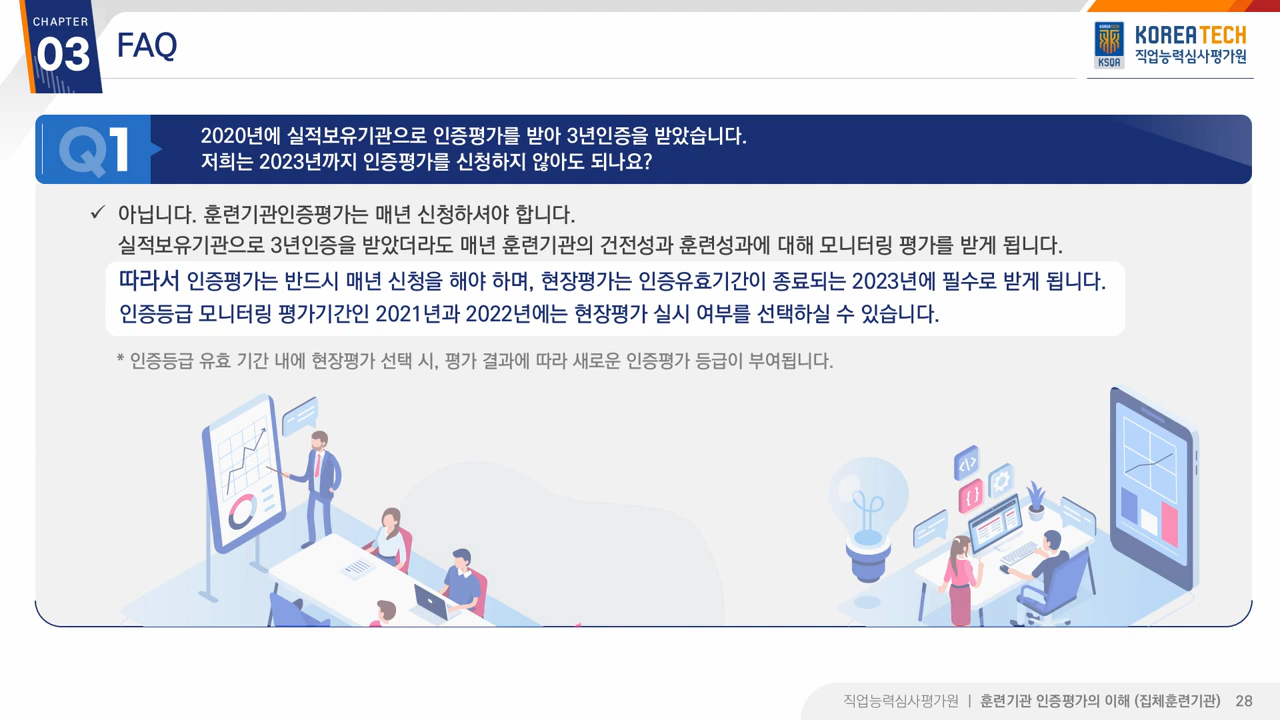 CHAPTER
03
FAQ
KSQA
KOREATECH
직업능력심사평가원
Q1
2020년에 실적보유기관으로 인증평가를 받아 3년인증을 받았습니다.
저희는 2023년까지 인증평가를 신청하지 않아도 되나요?
✓ 아닙니다. 훈련기관인증평가는 매년 신청하셔야 합니다.
실적보유기관으로 3년인증을 받았더라도 매년 훈련기관의 건전성과 훈련성과에 대해 모니터링 평가를 받게 됩니다.
따라서 인증평가는 반드시 매년 신청을 해야 하며, 현장평가는 인증유효기간이 종료되는 2023년에 필수로 받게 됩니다.
인증등급 모니터링 평가기간인 2021년과 2022년에는 현장평가 실시 여부를 선택하실 수 있습니다.
* 인증등급 유효 기간 내에 현장평가 선택 시, 평가 결과에 따라 새로운 인증평가 등급이 부여됩니다.
</>
{ }
직업능력심사평가원 | 훈련기관 인증평가의 이해 (집체훈련기관) 28